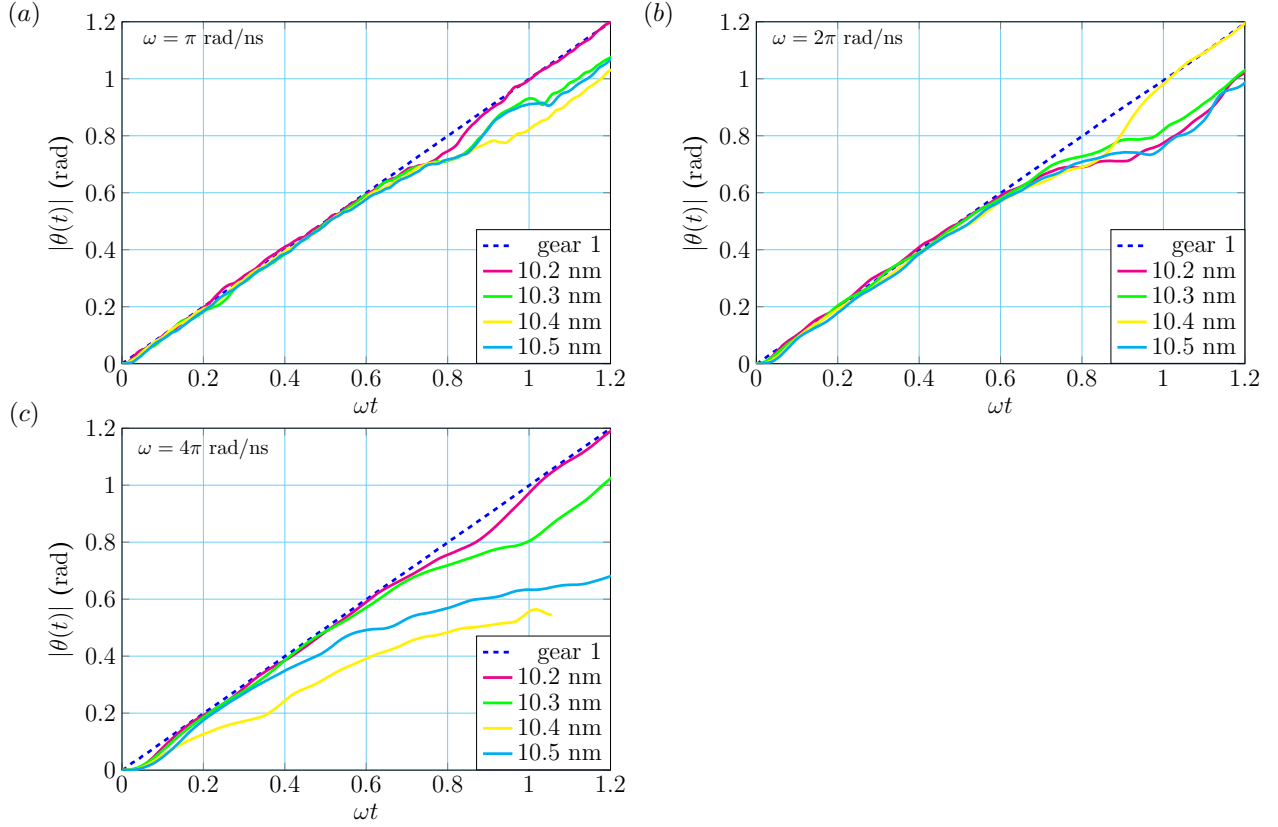 (a)
ω = π rad/ns
|θ(t)| (rad)
1.2
1
0.8
0.6
0.4
0.2
0
0 0.2 0.4 0.6 0.8 1 1.2
ωt
gear 1
10.2 nm
10.3 nm
10.4 nm
10.5 nm
(b)
ω = 2π rad/ns
|θ(t)| (rad)
1.2
1
0.8
0.6
0.4
0.2
0
0 0.2 0.4 0.6 0.8 1 1.2
ωt
gear 1
10.2 nm
10.3 nm
10.4 nm
10.5 nm
(c)
ω = 4π rad/ns
|θ(t)| (rad)
1.2
1
0.8
0.6
0.4
0.2
0
0 0.2 0.4 0.6 0.8 1 1.2
ωt
gear 1
10.2 nm
10.3 nm
10.4 nm
10.5 nm